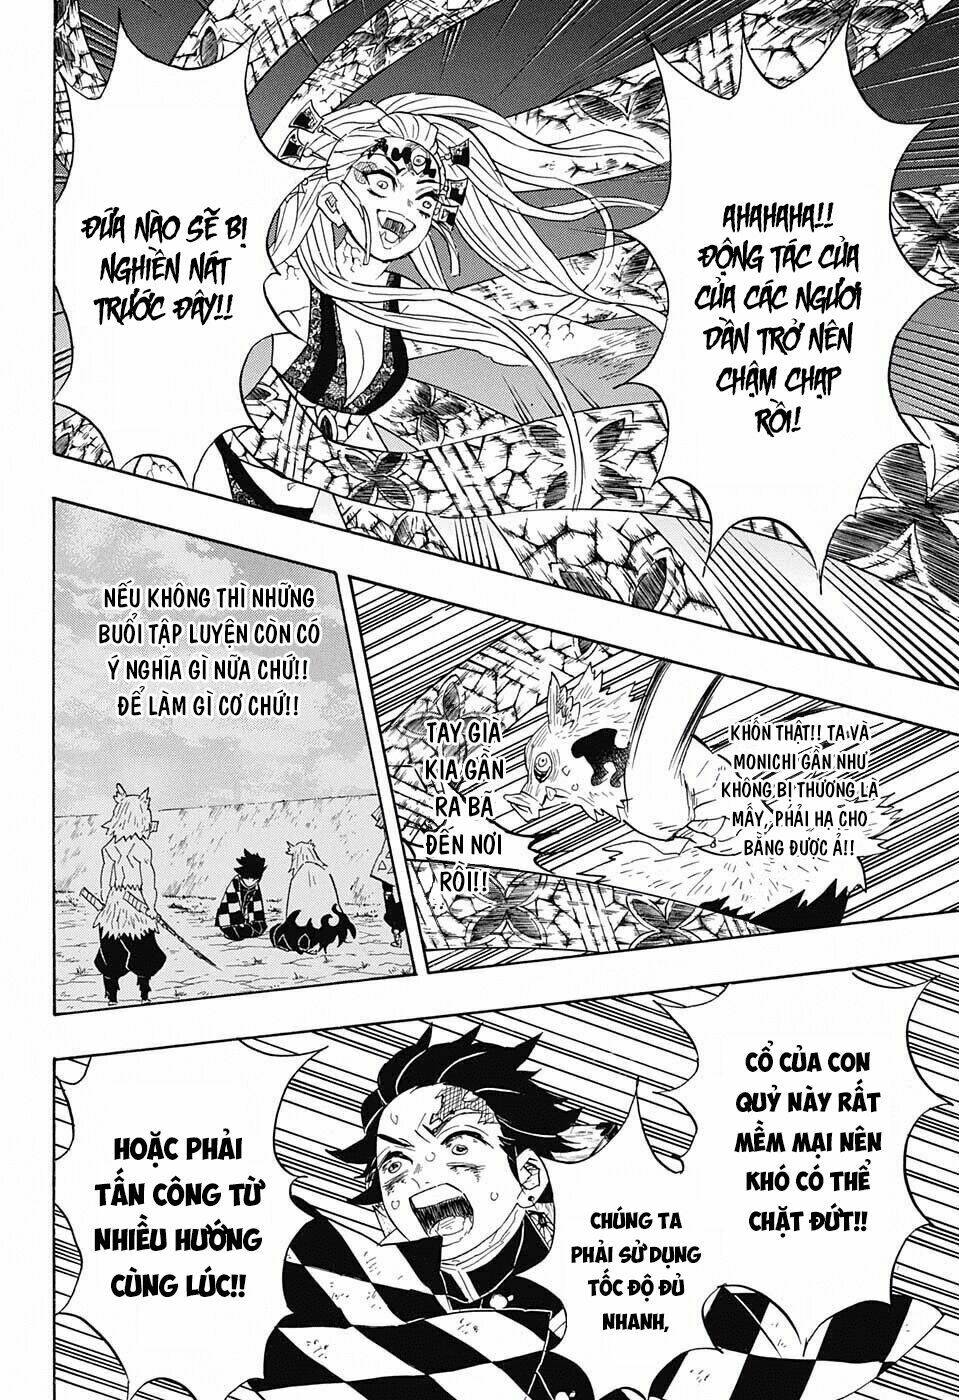 AHAHAHA!!
ĐỘNG TÁC CỦA
CỦA CÁC NGƯƠI
DẦN TRỞ NÊN
CHẬM CHẠP
RỒI!
ĐỨA NÀO SẼ BỊ
NGHIỀN NÁT
TRƯỚC ĐÂY!!
KHỐN THẬT!! TA VÀ
MONICHI GẦN NHƯ
KHÔNG BỊ THƯƠNG LÀ
MẤY, PHẢI HẠ CHO
BẰNG ĐƯỢC Ả!!
TAY GIÀ
KIA GẦN
RA BÃ
ĐẾN NƠI
RỒI!!
NẾU KHÔNG THÌ NHỮNG
BUỔI TẬP LUYỆN CÒN CÓ
Ý NGHĨA GÌ NỮA CHỨ!!
ĐỂ LÀM GÌ CƠ CHỨ!!
CỔ CỦA CON
QUỶ NÀY RẤT
MỀM MẠI NÊN
KHÓ CÓ THỂ
CHẶT ĐỨT!!
CHÚNG TA
PHẢI SỬ DỤNG
TỐC ĐỘ ĐỦ
NHANH,
HOẶC PHẢI
TẤN CÔNG TỪ
NHIỀU HƯỚNG
CÙNG LÚC!!